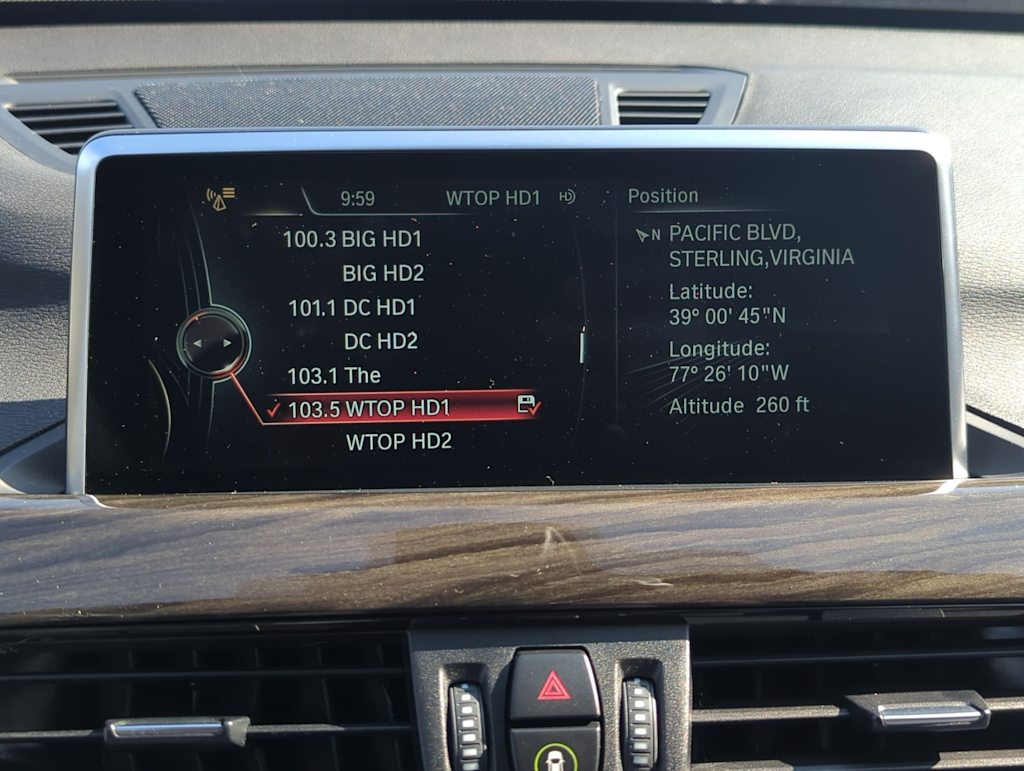 9:59 WTOP HD1 HD
100.3 BIG HD1
BIG HD2
101.1 DC HD1
DC HD2
103.1 The
103.5 WTOP HD1
WTOP HD2
Position
N PACIFIC BLVD,
STERLING,VIRGINIA
Latitude:
39° 00' 45"N
Longitude:
77° 26' 10"W
Altitude 260 ft